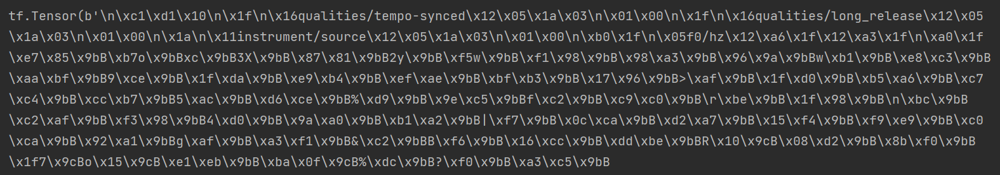 tf.Tensor(b'\n\xc1\xd1\x10\n\x1f\n\x16qualities/tempo-synced\x12\x05\x1a\x03\n\x01\x00\n\x1f\n\x16qualities/long_release\x12\x05
\x1a\x03\n\x01\x00\n\x1a\n\x11instrument/source\x12\x05\x1a\x03\n\x01\x00\n\xb0\x1f\n\x05f0/hz\x12\xa6\x1f\x12\xa3\x1f\n\xa0\x1f
\xe7\x85\x9bB\xb7o\x9bBxc\x9bB3X\x9bB\x87\x81\x9bB2y\x9bB\xf5w\x9bB\xf1\x98\x9bB\x98\xa3\x9bB\x96\x9a\x9bBw\xb1\x9bB\xe8\xc3\x9bB
\xaa\xbf\x9bB9\xce\x9bB\x1f\xda\x9bB\xe9\xb4\x9bB\xef\xae\x9bB\xbf\xb3\x9bB\x17\x96\x9bB>\xaf\x9bB\x1f\xd0\x9bB\xb5\xa6\x9bB\xc7
\xc4\x9bB\xcc\xb7\x9bB5\xac\x9bB\xd6\xce\x9bB%\xd9\x9bB\x9e\xc5\x9bBf\xc2\x9bB\xc9\xc0\x9bB\r\xbe\x9bB\x1f\x98\x9bB\n\xbc\x9bB
\xc2\xaf\x9bB\xf3\x98\x9bB4\xd0\x9bB\x9a\xa0\x9bB\xb1\xa2\x9bB|\xf7\x9bB\x0c\xca\x9bB\xd2\xa7\x9bB\x15\xf4\x9bB\xf9\xe9\x9bB\xc0
\xca\x9bB\x92\xa1\x9bBg\xaf\x9bB\xa3\xf1\x9bB&\xc2\x9bBB\xf6\x9bB\x16\xcc\x9bB\xdd\xbe\x9bBR\x10\x9cB\x08\xd2\x9bB\x8b\xf0\x9bB
\x1f7\x9cBo\x15\x9cB\xe1\xeb\x9bB\xba\x0f\x9cB%\xdc\x9bB?\xf0\x9bB\xa3\xc5\x9bB